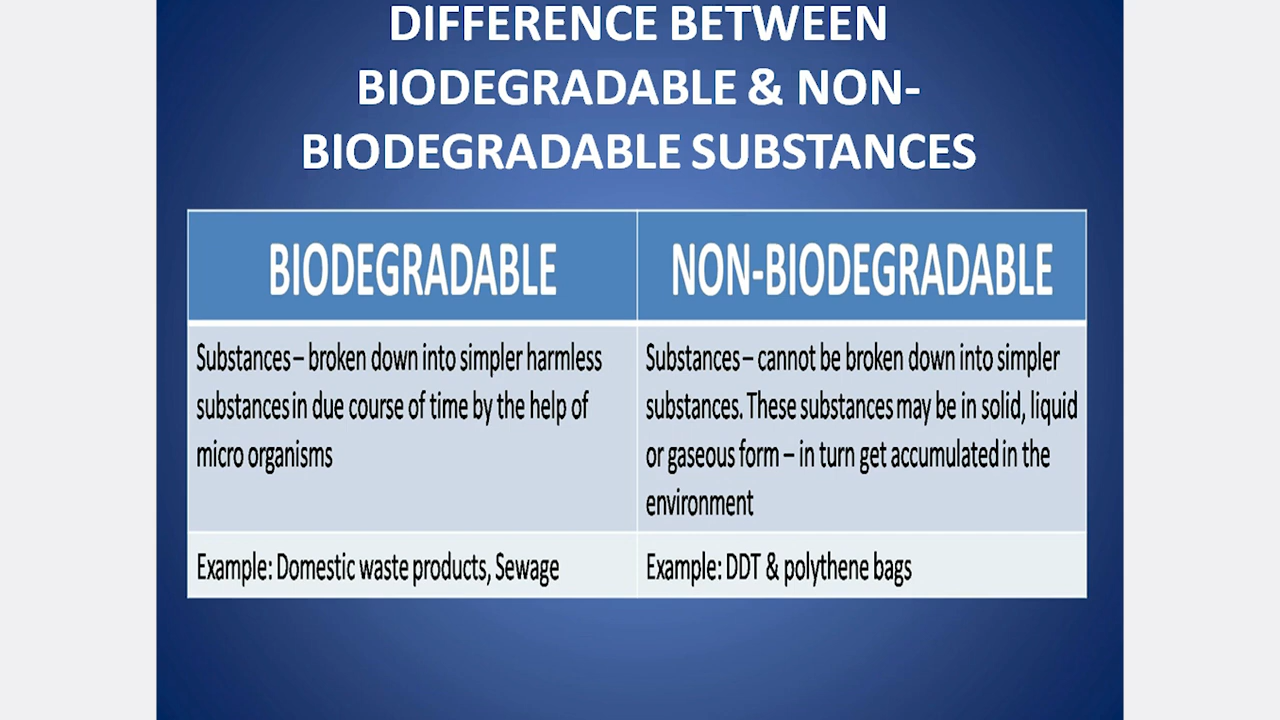 DIFFERENCE BETWEEN
BIODEGRADABLE & NON-
BIODEGRADABLE SUBSTANCES
BIODEGRADABLE
NON-BIODEGRADABLE
Substances – broken down into simpler harmless
substances in due course of time by the help of
micro organisms
Substances – cannot be broken down into simpler
substances. These substances may be in solid, liquid
or gaseous form – in turn get accumulated in the
environment
Example: Domestic waste products, Sewage
Example: DDT & polythene bags